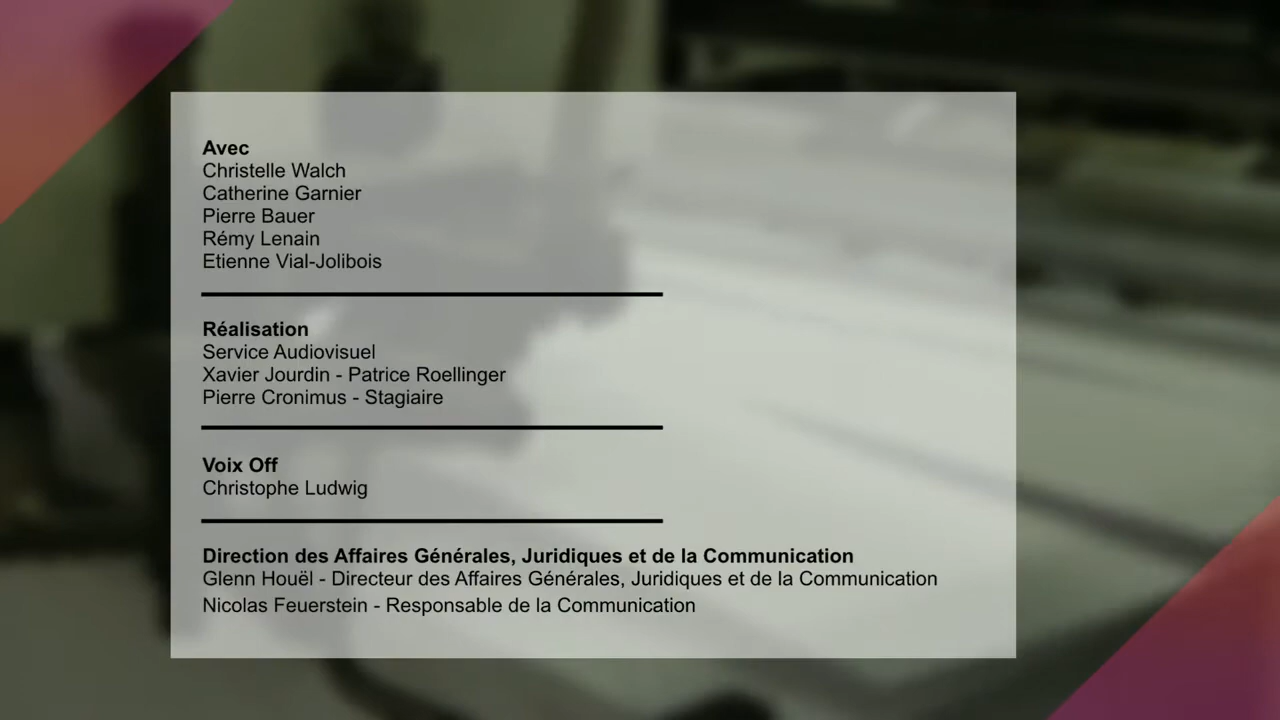 Avec
Christelle Walch
Catherine Garnier
Pierre Bauer
Rémy Lenain
Etienne Vial-Jolibois
Réalisation
Service Audiovisuel
Xavier Jourdin - Patrice Roellinger
Pierre Cronimus - Stagiaire
Voix Off
Christophe Ludwig
Direction des Affaires Générales, Juridiques et de la Communication
Glenn Houël - Directeur des Affaires Générales, Juridiques et de la Communication
Nicolas Feuerstein - Responsable de la Communication